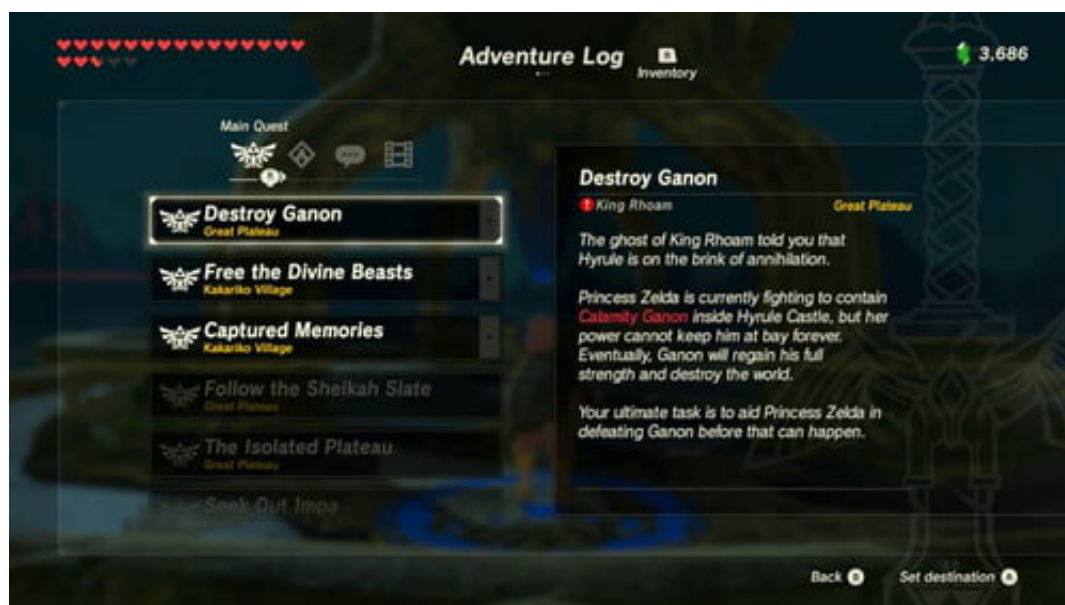 Adventure Log
Inventory
3,686
Main Quest
Destroy Ganon
Great Plateau
Free the Divine Beasts
Kakariko Village
Captured Memories
Kakariko Village
Follow the Sheikah Slate
Great Plateau
The Isolated Plateau
Great Plateau
Seek Out Impa
Destroy Ganon
King Rhoam Great Plateau
The ghost of King Rhoam told you that
Hyrule is on the brink of annihilation.
Princess Zelda is currently fighting to contain
Calamity Ganon inside Hyrule Castle, but her
power cannot keep him at bay forever.
Eventually, Ganon will regain his full
strength and destroy the world.
Your ultimate task is to aid Princess Zelda in
defeating Ganon before that can happen.
Back B Set destination A